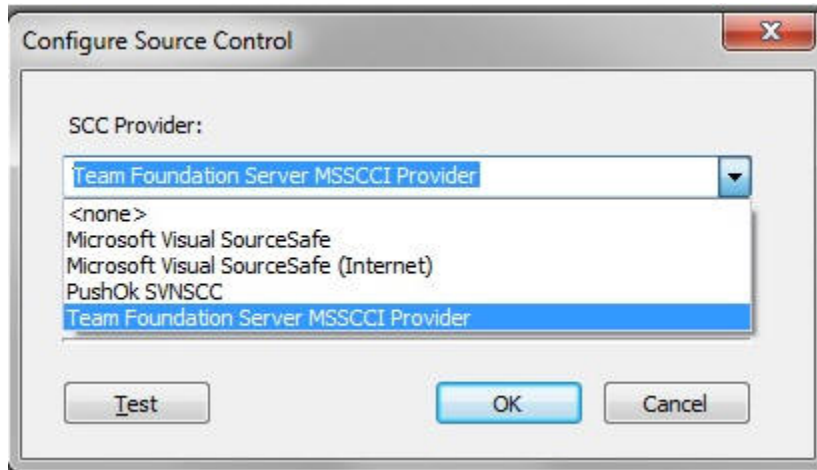 Configure Source Control
SCC Provider:
Team Foundation Server MSSCCI Provider
<none>
Microsoft Visual SourceSafe
Microsoft Visual SourceSafe (Internet)
PushOk SVNSCC
Team Foundation Server MSSCCI Provider
Test OK Cancel